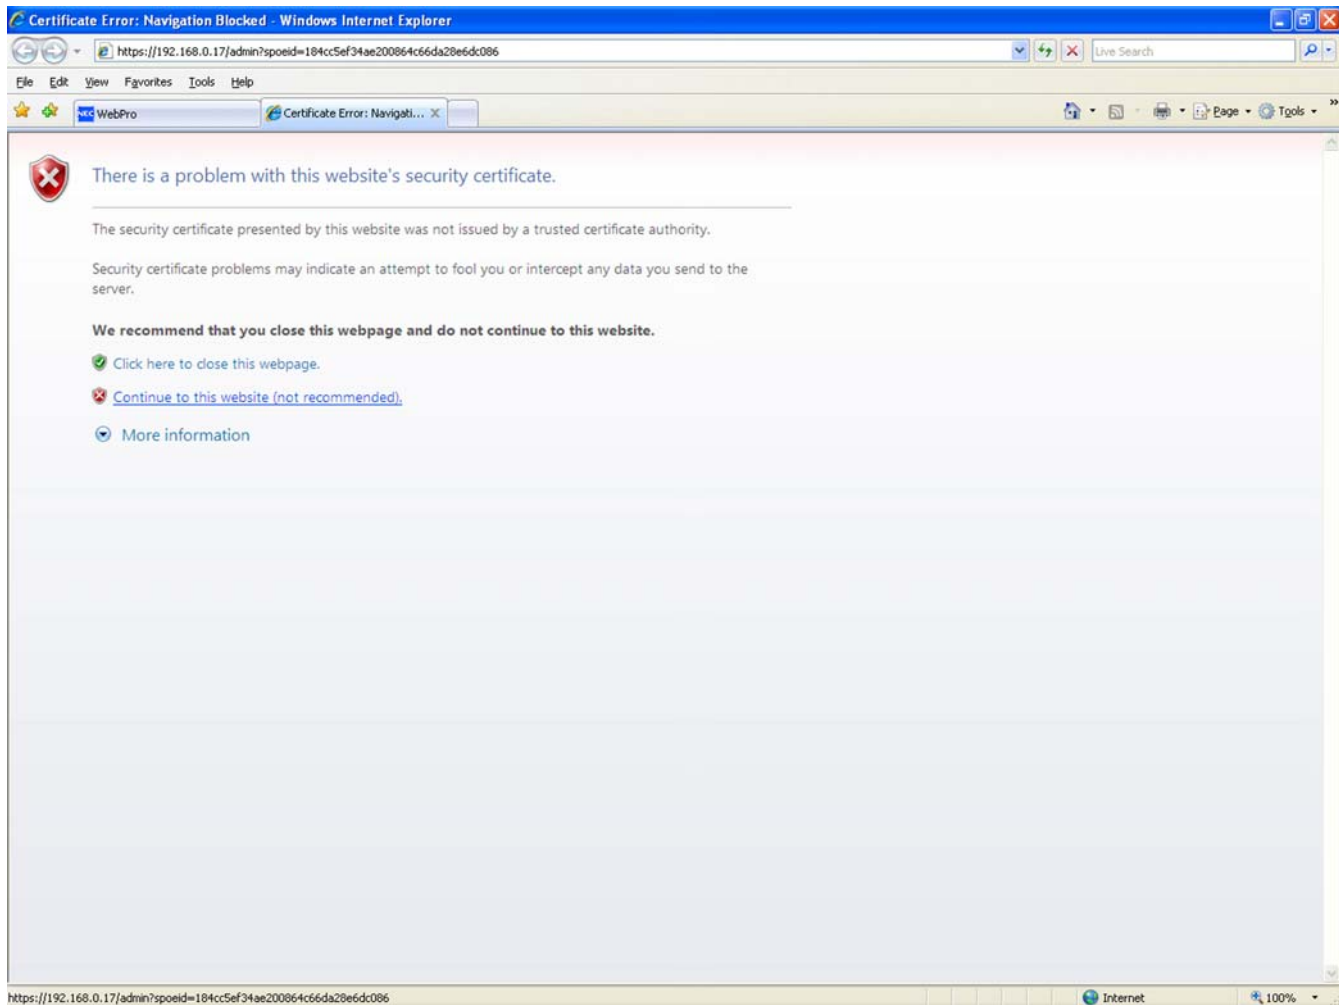 Certificate Error: Navigation Blocked - Windows Internet Explorer
https://192.168.0.17/admin?spoeid=184cc5ef34ae200864c66da28e6dc086
Live Search
File Edit View Favorites Tools Help
NEC WebPro
Certificate Error: Navigati...
Page Tools
There is a problem with this website's security certificate.
The security certificate presented by this website was not issued by a trusted certificate authority.
Security certificate problems may indicate an attempt to fool you or intercept any data you send to the
server.
We recommend that you close this webpage and do not continue to this website.
Click here to close this webpage.
Continue to this website (not recommended).
More information
https://192.168.0.17/admin?spoeid=184cc5ef34ae200864c66da28e6dc086
Internet
100%